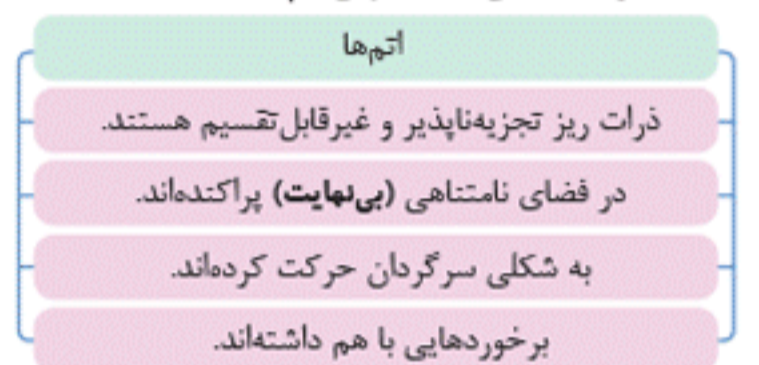 اتم‌ها
ذرات ریز تجزیه‌ناپذیر و غیرقابل‌تقسیم هستند.
در فضای نامتناهی (بی‌نهایت) پراکنده‌اند.
به شکلی سرگردان حرکت کرده‌اند.
برخوردهایی با هم داشته‌اند.